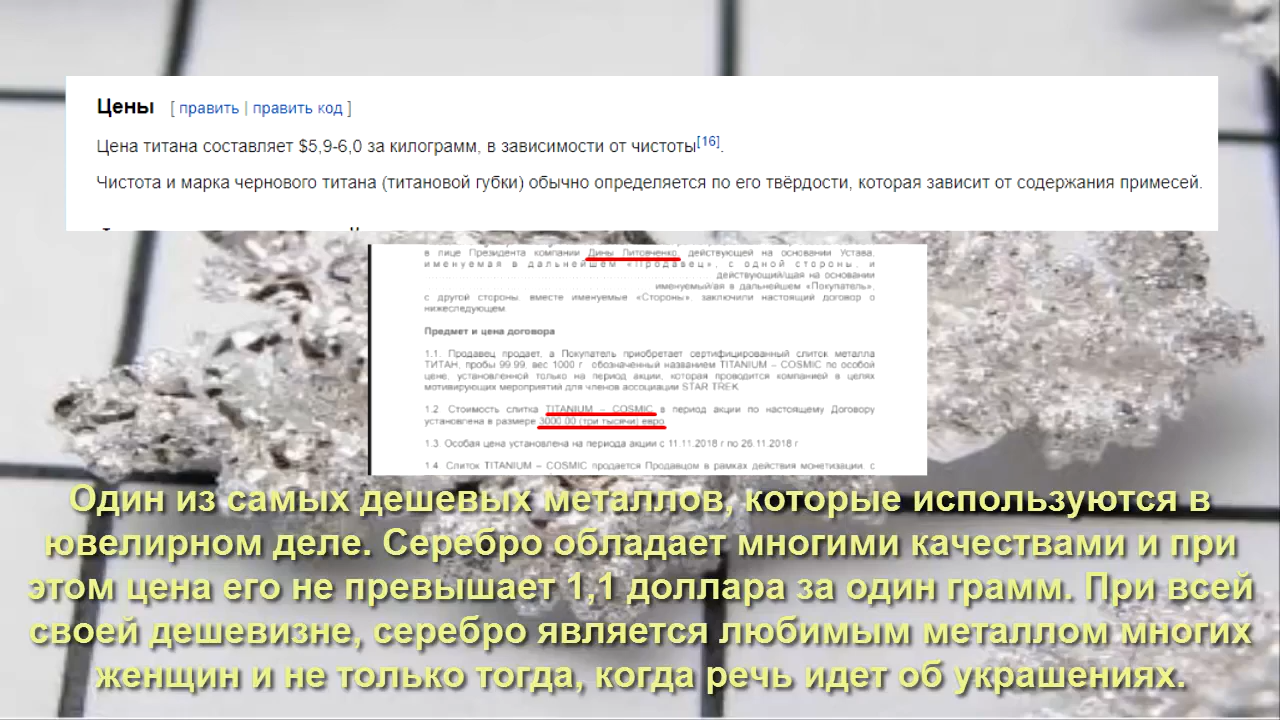 Цены [ править | править код ]
Цена титана составляет $5,9-6,0 за килограмм, в зависимости от чистоты[16].
Чистота и марка чернового титана (титановой губки) обычно определяется по его твёрдости, которая зависит от содержания примесей.
в лице Президента компании Дины Литовченко, действующей на основании Устава,
именуемая в дальнейшем «Продавец», с одной стороны, и
действующий/щая на основании
именуемый/ая в дальнейшем «Покупатель»,
с другой стороны вместе именуемые «Стороны» заключили настоящий договор о
нижеследующем
Предмет и цена договора
1.1. Продавец продает, а Покупатель приобретает сертифицированный слиток металла
ТИТАН, пробы 99.99, вес 1000 г обозначенный названием TITANIUM – COSMIC по особой
цене, установленной только на период акции, которая проводится компанией в целях
мотивирующих мероприятий для членов ассоциации STAR TREK.
1.2 Стоимость слитка TITANIUM – COSMIC, в период акции по настоящему Договору
установлена в размере 3000.00 (три тысячи) евро.
1.3. Особая цена установлена на периода акции с 11.11.2018 г по 26.11.2018 г
1.4 Слиток TITANIUM – COSMIC продается Продавцом в рамках действия монетизации, с
Один из самых дешевых металлов, которые используются в
ювелирном деле. Серебро обладает многими качествами и при
этом цена его не превышает 1,1 доллара за один грамм. При всей
своей дешевизне, серебро является любимым металлом многих
женщин и не только тогда, когда речь идет об украшениях.